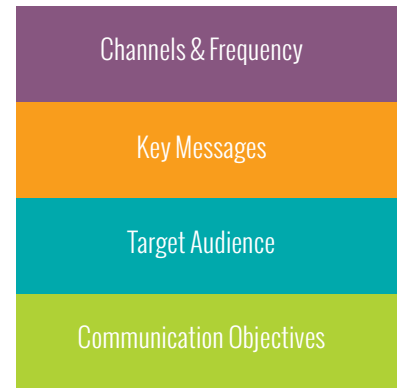 Channels & Frequency
Key Messages
Target Audience
Communication Objectives